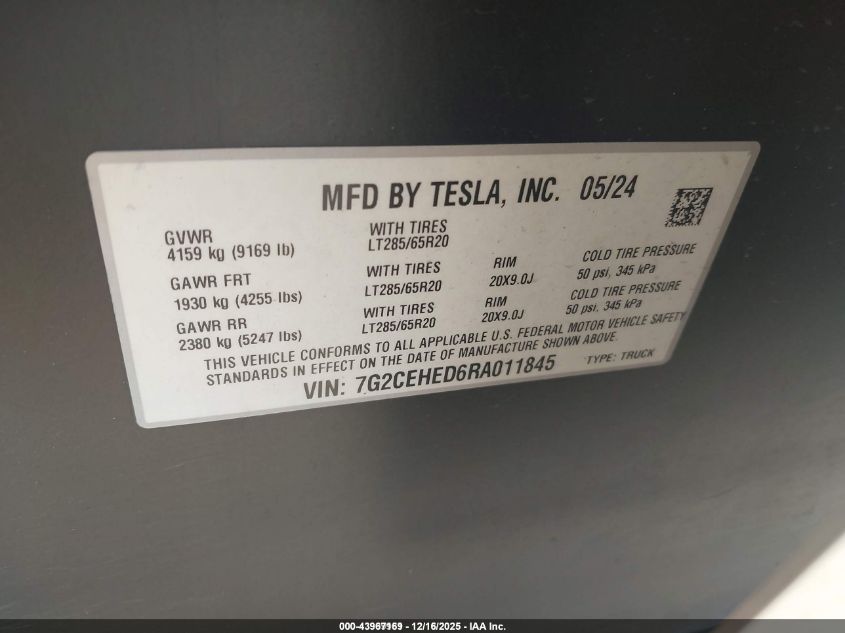 MFD BY TESLA, INC. 05/24
GVWR
4159 kg (9169 lb)
WITH TIRES
LT285/65R20
GAWR FRT
1930 kg (4255 lbs)
WITH TIRES
LT285/65R20
RIM
20X9.0J
COLD TIRE PRESSURE
50 psi, 345 kPa
GAWR RR
2380 kg (5247 lbs)
WITH TIRES
LT285/65R20
RIM
20X9.0J
COLD TIRE PRESSURE
50 psi, 345 kPa
THIS VEHICLE CONFORMS TO ALL APPLICABLE U.S. FEDERAL MOTOR VEHICLE SAFETY
STANDARDS IN EFFECT ON THE DATE OF MANUFACTURE SHOWN ABOVE.
VIN: 7G2CEHED6RA011845
TYPE: TRUCK
12/16/2025 - IAA Inc.